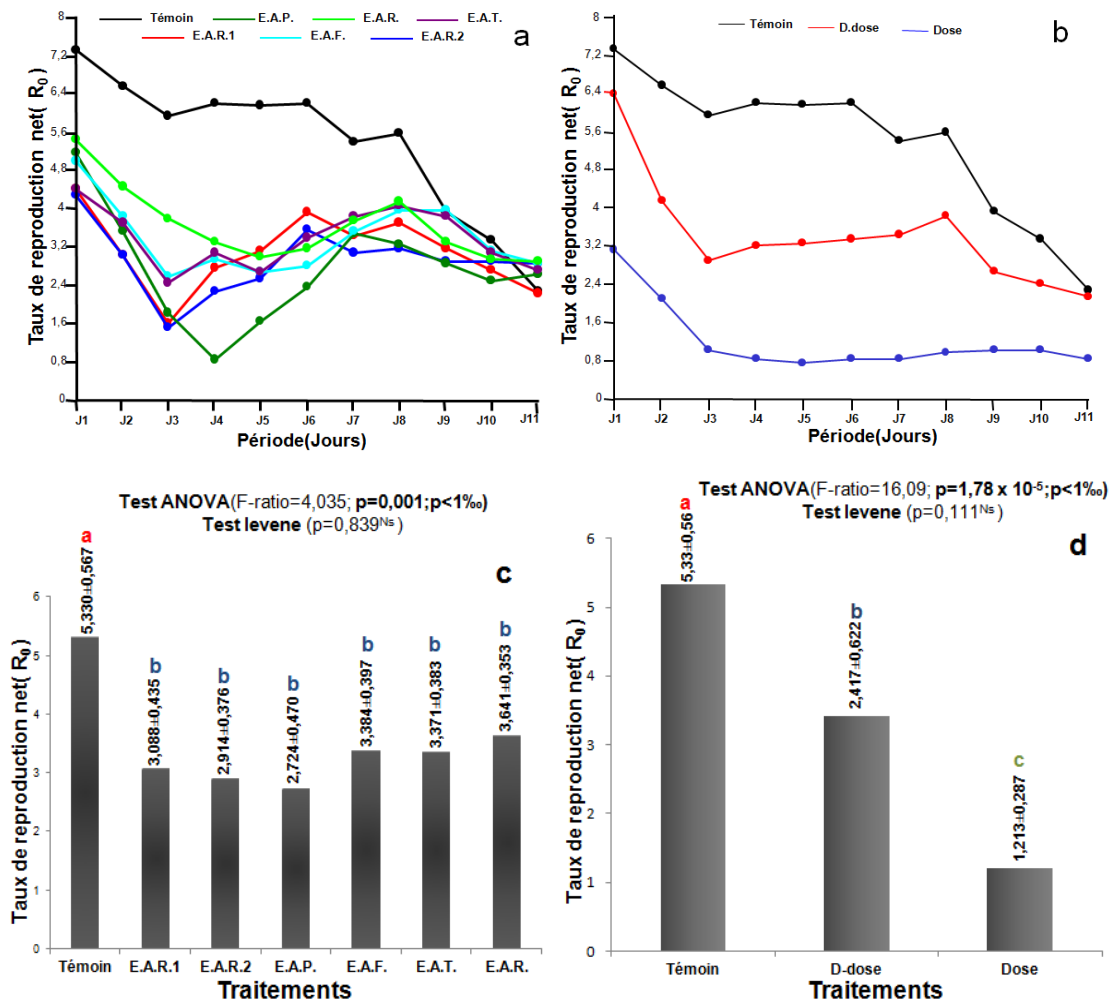 Témoin E.A.P. E.A.R. E.A.T.
E.A.R.1 E.A.F. E.A.R.2
a
Taux de reproduction net( R0 )
8
7,2
6,4
5,6
4,8
4
3,2
2,4
1,6
0,8
0
J1 J2 J3 J4 J5 J6 J7 J8 J9 J10 J11
Période(Jours)
Témoin D.dose Dose
b
Taux de reproduction net( R0 )
8
7,2
6,4
5,6
4,8
4
3,2
2,4
1,6
0,8
0
J1 J2 J3 J4 J5 J6 J7 J8 J9 J10 J11
Période(Jours)
Test ANOVA(F-ratio=4,035; p=0,001;p<1‰)
Test levene (p=0,839Ns)
c
Taux de reproduction net( R0 )
6
5
4
3
2
1
0
a
5,330±0,567
b
3,088±0,435
b
2,914±0,376
b
2,724±0,470
b
3,384±0,397
b
3,371±0,383
b
3,641±0,353
Témoin E.A.R.1 E.A.R.2 E.A.P. E.A.F. E.A.T. E.A.R.
Traitements
Test ANOVA(F-ratio=16,09; p=1,78 x 10-5;p<1‰)
Test levene (p=0,111Ns)
d
Taux de reproduction net( R0 )
6
5
4
3
2
1
0
a
5,33±0,56
b
2,417±0,622
c
1,213±0,287
Témoin D-dose Dose
Traitements